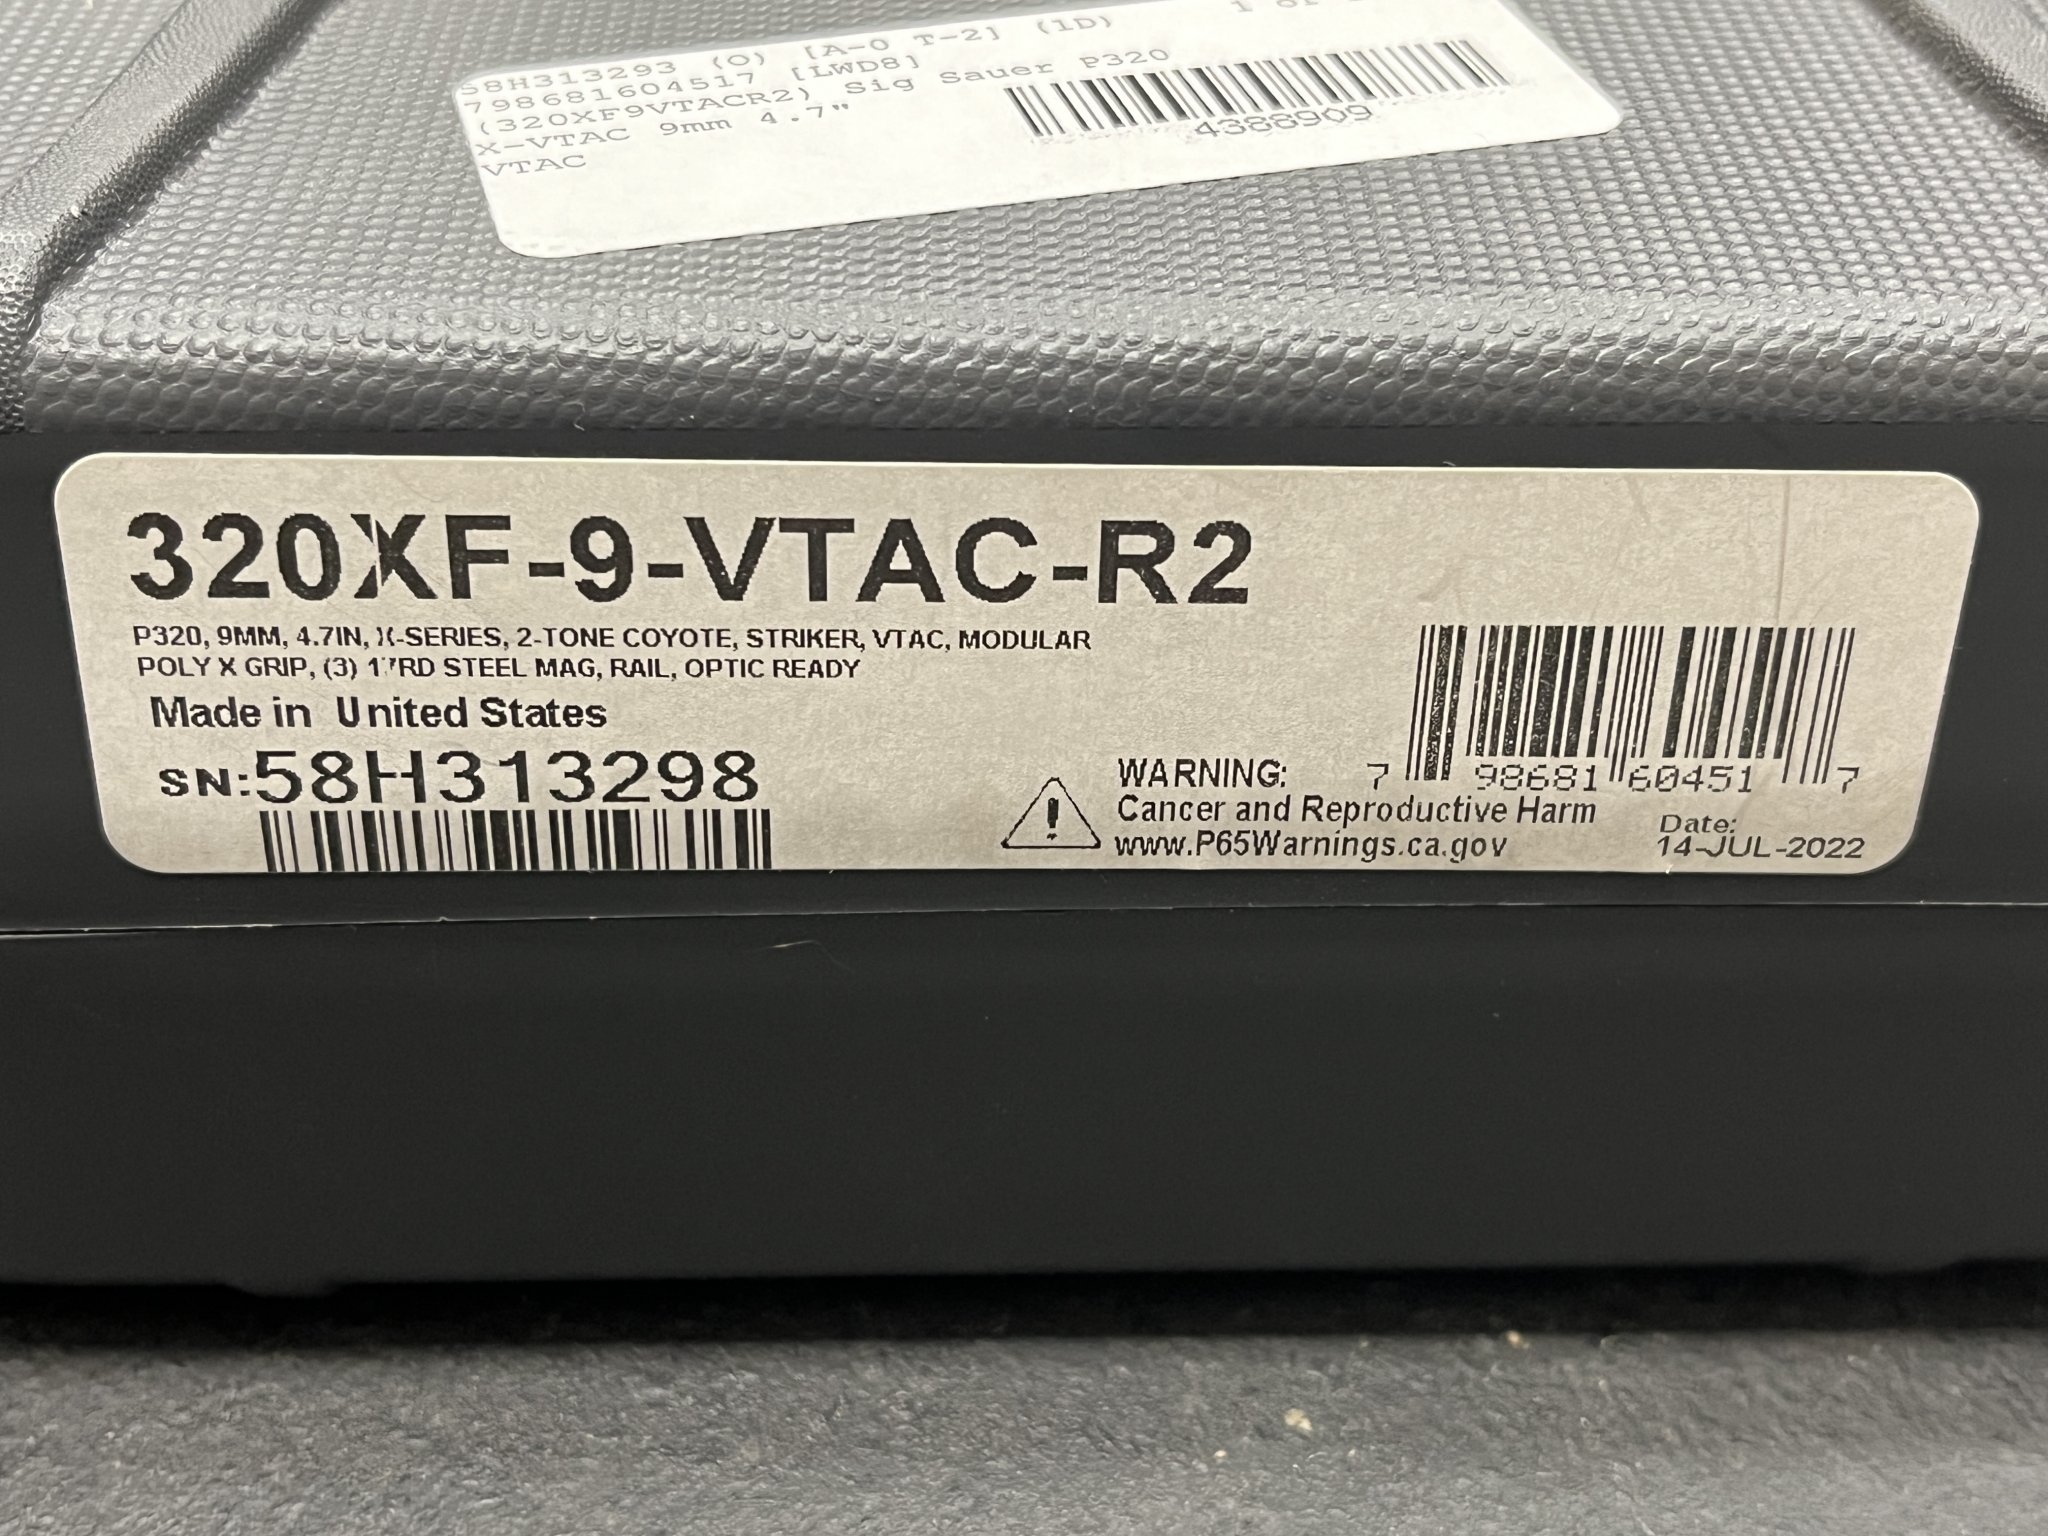 58H313293 (O) [A-0 T-2] (1D)
798681604517 [LWD8]
(320XF9VTACR2) Sig Sauer P320
X-VTAC 9mm 4.7"
VTAC
1 of
4388909
320XF-9-VTAC-R2
P320, 9MM, 4.7IN, X-SERIES, 2-TONE COYOTE, STRIKER, VTAC, MODULAR
POLY X GRIP, (3) 17RD STEEL MAG, RAIL, OPTIC READY
Made in United States
SN:58H313298
WARNING:
Cancer and Reproductive Harm
www.P65Warnings.ca.gov
7 98681 60451 7
Date:
14-JUL-2022